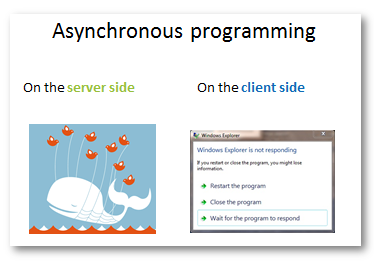 Asynchronous programming
On the server side
On the client side
Windows Explorer
Windows Explorer is not responding
If you restart or close the program, you might lose
information.
Restart the program
Close the program
Wait for the program to respond